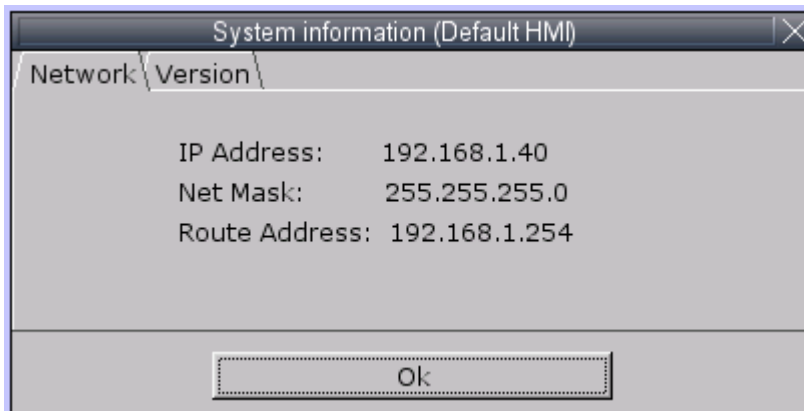 System information (Default HMI)
Network Version
IP Address: 192.168.1.40
Net Mask: 255.255.255.0
Route Address: 192.168.1.254
Ok